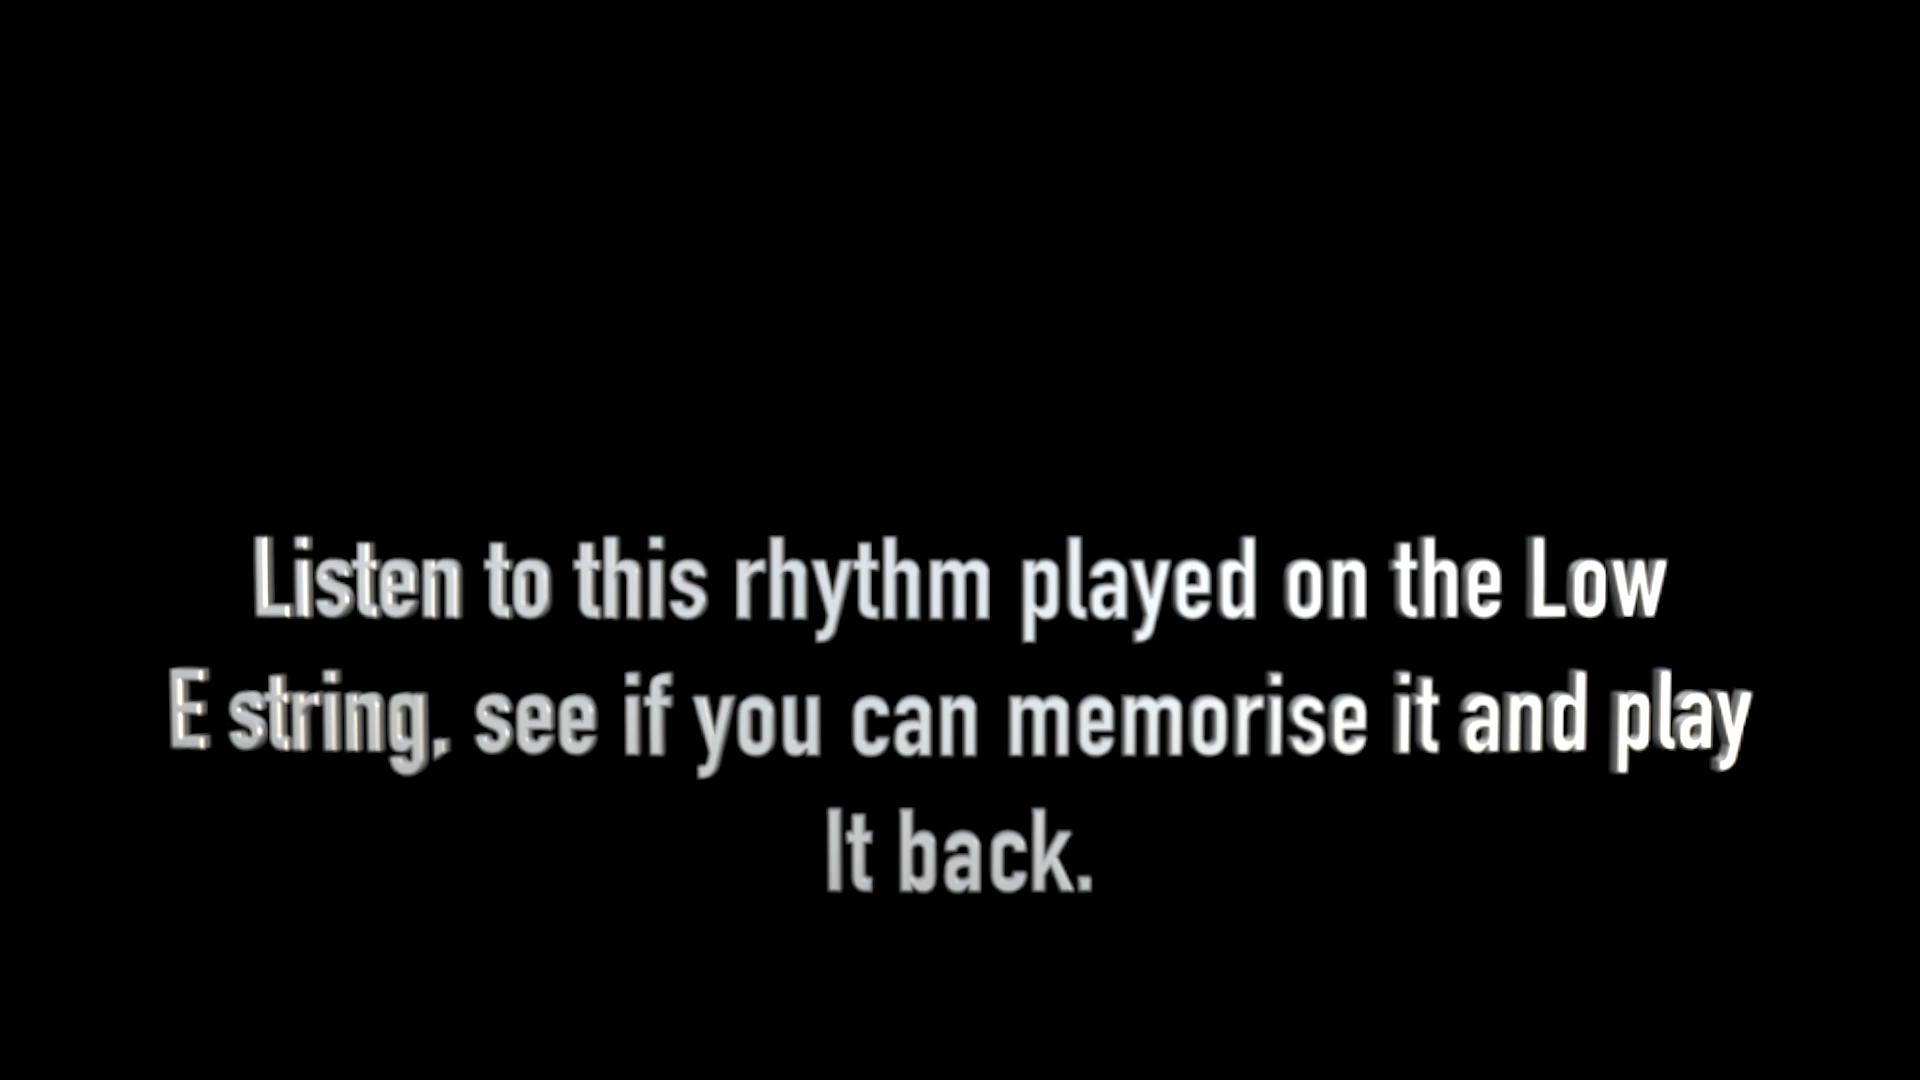 Listen to this rhythm played on the Low
E string, see if you can memorise it and play
It back.